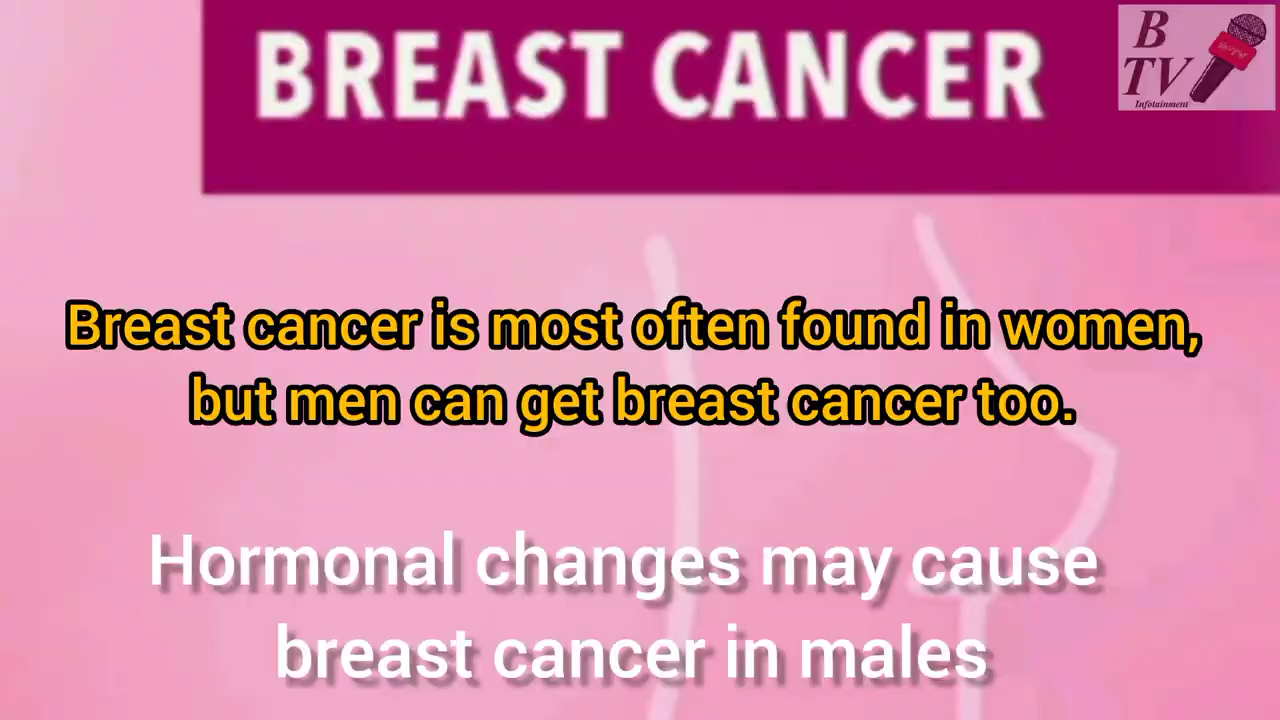 BREAST CANCER
B
TV
Infotainment
Breast cancer is most often found in women,
but men can get breast cancer too.
Hormonal changes may cause
breast cancer in males